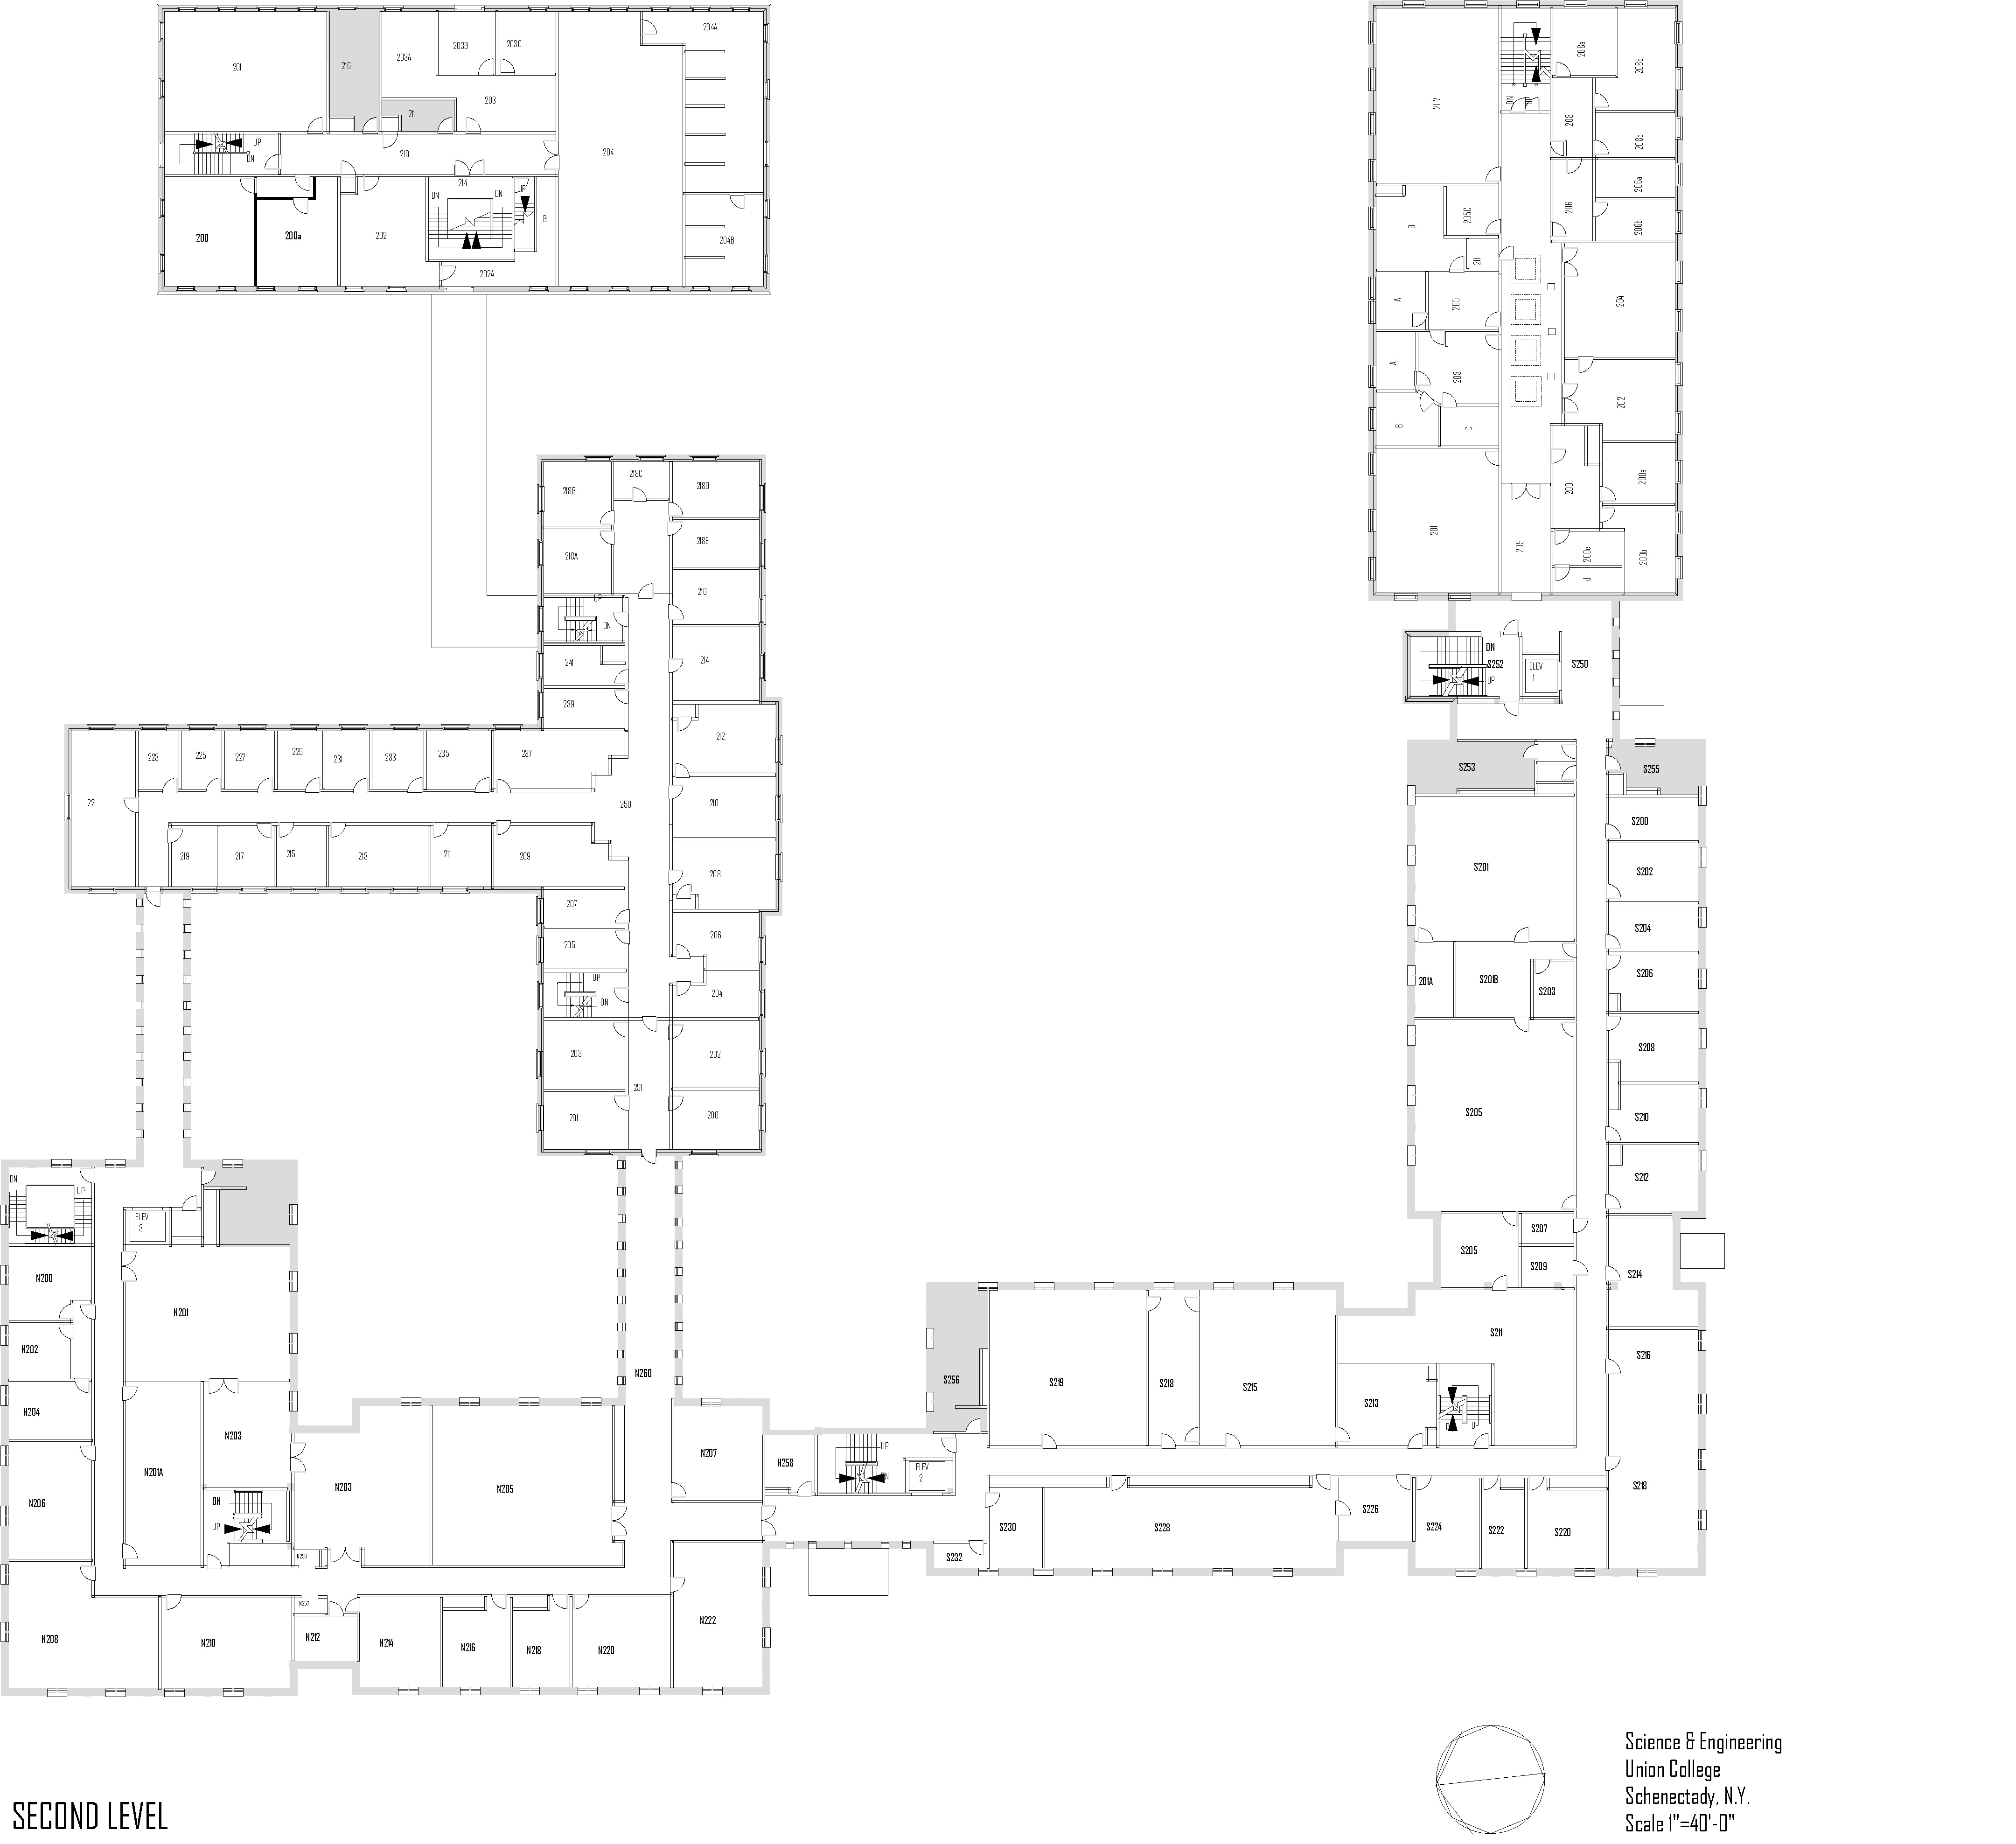 201
216
203A
203B
203C
204A
203
211
UP
DN
210
204
214
DN
DN
UP
B
200
200a
202
204B
202A
207
DN
UP
208a
208b
208
208c
206a
206
206b
B
205C
211
A
205
204
A
203
202
B
C
201
209
200
200a
200c
200b
d
218B
218C
218D
218A
218E
216
UP
DN
241
214
239
212
223
225
227
229
231
233
235
237
221
250
210
219
217
215
213
211
209
208
207
205
206
UP
DN
204
203
202
251
201
200
DN
S252
UP
ELEV
1
S250
S253
S255
S200
S201
S202
S204
201A
S201B
S203
S206
S208
S205
S210
S212
S205
S207
S209
S214
S211
S216
S256
S219
S218
S215
S213
UP
S218
DN
UP
ELEV
3
N200
N201
N202
N204
N203
N201A
N206
DN
UP
N203
N205
N256
N260
N207
N258
UP
DN
ELEV
2
S230
S228
S226
S224
S222
S220
S232
N208
N210
N257
N212
N214
N216
N218
N220
N222
Science & Engineering
Union College
Schenectady, N.Y.
Scale 1"=40'-0"
SECOND LEVEL